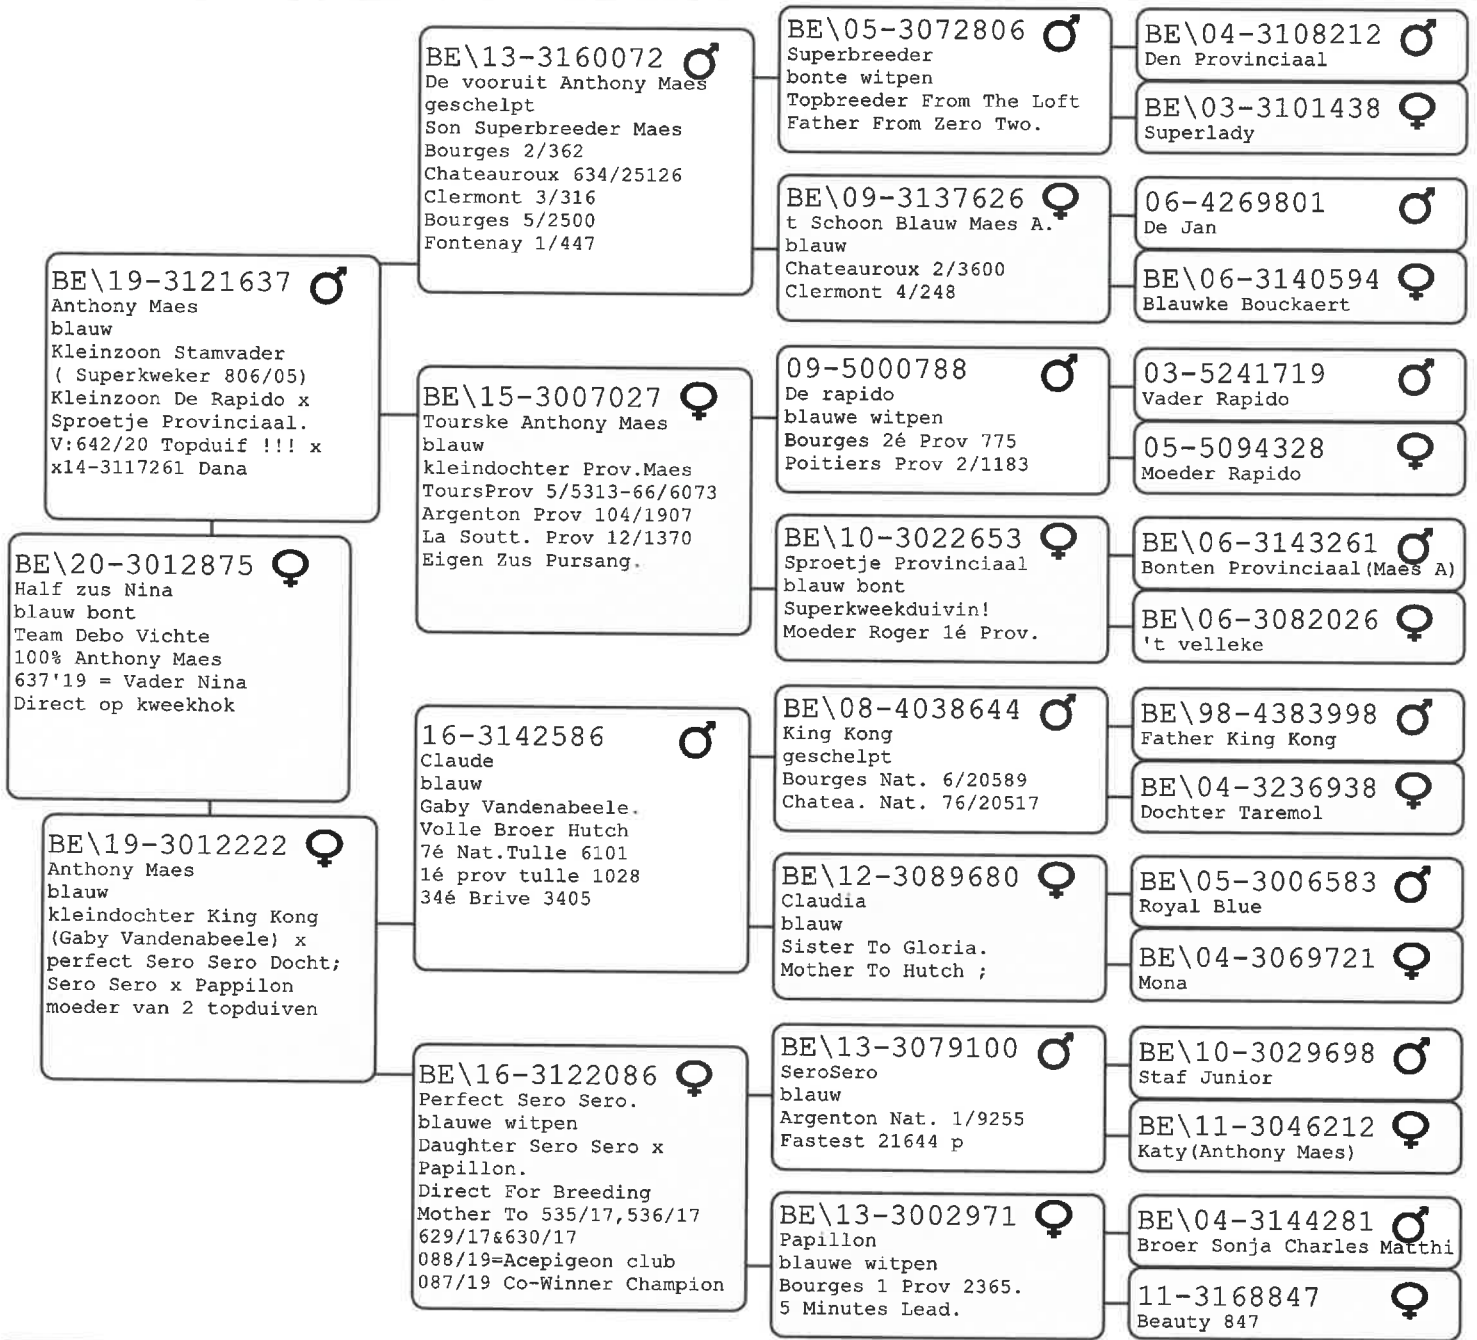 BE\20-3012875
Half zus Nina
blauw bont
Team Debo Vichte
100% Anthony Maes
637'19 = Vader Nina
Direct op kweekhok
BE\19-3121637
Anthony Maes
blauw
Kleinzoon Stamvader
( Superkweker 806/05)
Kleinzoon De Rapido x
Sproetje Provinciaal.
V:642/20 Topduif !!! x
x14-3117261 Dana
BE\19-3012222
Anthony Maes
blauw
kleindochter King Kong
(Gaby Vandenabeele) x
perfect Sero Sero Docht;
Sero Sero x Pappilon
moeder van 2 topduiven
BE\13-3160072
De vooruit Anthony Maes
geschelpt
Son Superbreeder Maes
Bourges 2/362
Chateauroux 634/25126
Clermont 3/316
Bourges 5/2500
Fontenay 1/447
BE\15-3007027
Tourske Anthony Maes
blauw
kleindochter Prov.Maes
ToursProv 5/5313-66/6073
Argenton Prov 104/1907
La Soutt. Prov 12/1370
Eigen Zus Pursang.
16-3142586
Claude
blauw
Gaby Vandenabeele.
Volle Broer Hutch
7é Nat.Tulle 6101
1é prov tulle 1028
34é Brive 3405
BE\16-3122086
Perfect Sero Sero.
blauwe witpen
Daughter Sero Sero x
Papillon.
Direct For Breeding
Mother To 535/17,536/17
629/17&630/17
088/19=Acepigeon club
087/19 Co-Winner Champion
BE\05-3072806
Superbreeder
bonte witpen
Topbreeder From The Loft
Father From Zero Two.
BE\09-3137626
t Schoon Blauw Maes A.
blauw
Chateauroux 2/3600
Clermont 4/248
09-5000788
De rapido
blauwe witpen
Bourges 2é Prov 775
Poitiers Prov 2/1183
BE\10-3022653
Sproetje Provinciaal
blauw bont
Superkweekduivin!
Moeder Roger 1é Prov.
BE\08-4038644
King Kong
geschelpt
Bourges Nat. 6/20589
Chatea. Nat. 76/20517
BE\12-3089680
Claudia
blauw
Sister To Gloria.
Mother To Hutch ;
BE\13-3079100
SeroSero
blauw
Argenton Nat. 1/9255
Fastest 21644 p
BE\13-3002971
Papillon
blauwe witpen
Bourges 1 Prov 2365.
5 Minutes Lead.
BE\04-3108212
Den Provinciaal
BE\03-3101438
Superlady
06-4269801
De Jan
BE\06-3140594
Blauwke Bouckaert
03-5241719
Vader Rapido
05-5094328
Moeder Rapido
BE\06-3143261
Bonten Provinciaal(Maes A)
BE\06-3082026
't velleke
BE\98-4383998
Father King Kong
BE\04-3236938
Dochter Taremol
BE\05-3006583
Royal Blue
BE\04-3069721
Mona
BE\10-3029698
Staf Junior
BE\11-3046212
Katy(Anthony Maes)
BE\04-3144281
Broer Sonja Charles Matthi
11-3168847
Beauty 847